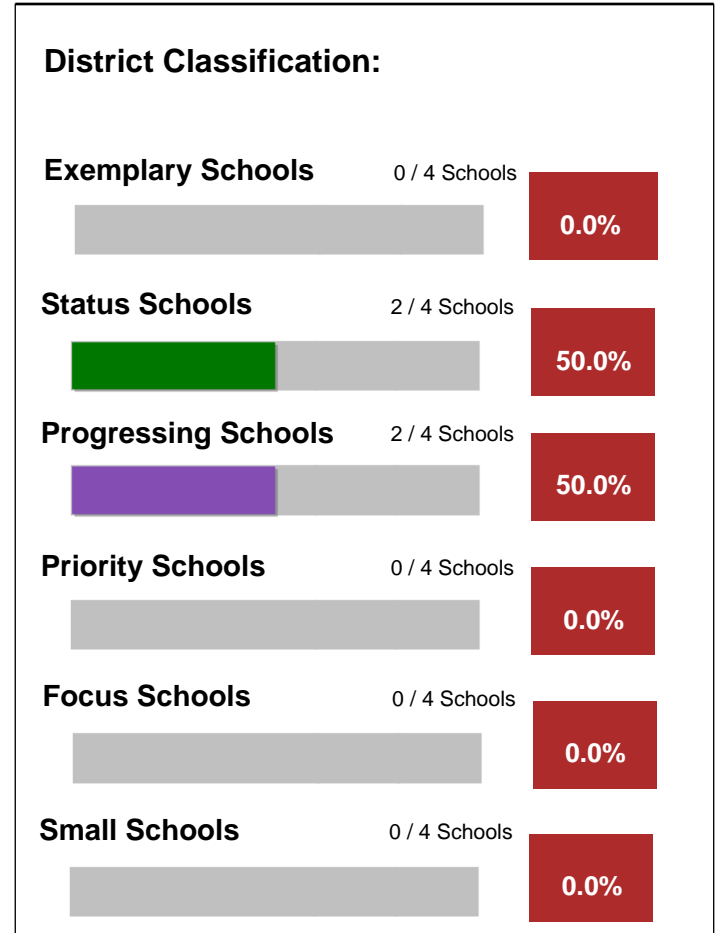 District Classification:
Exemplary Schools 0 / 4 Schools
0.0%
Status Schools 2 / 4 Schools
50.0%
Progressing Schools 2 / 4 Schools
50.0%
Priority Schools 0 / 4 Schools
0.0%
Focus Schools 0 / 4 Schools
0.0%
Small Schools 0 / 4 Schools
0.0%